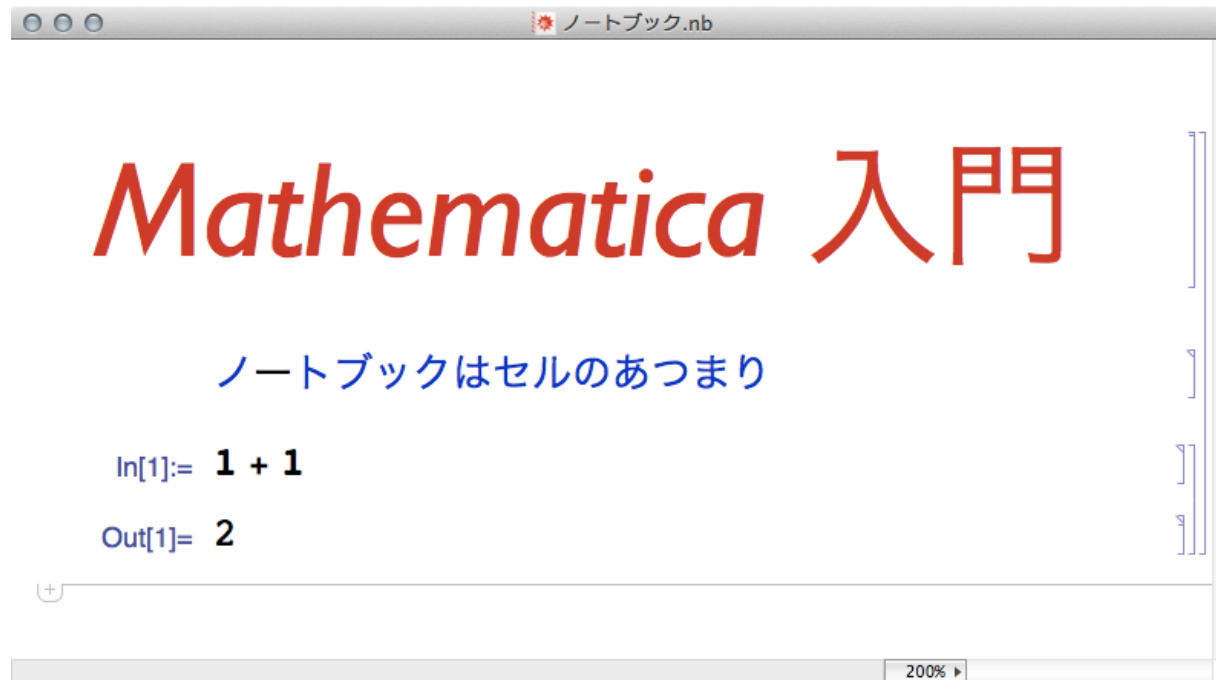 ノートブック.nb
Mathematica 入門
ノートブックはセルのあつまり
In[1]:= 1 + 1
Out[1]= 2
200%